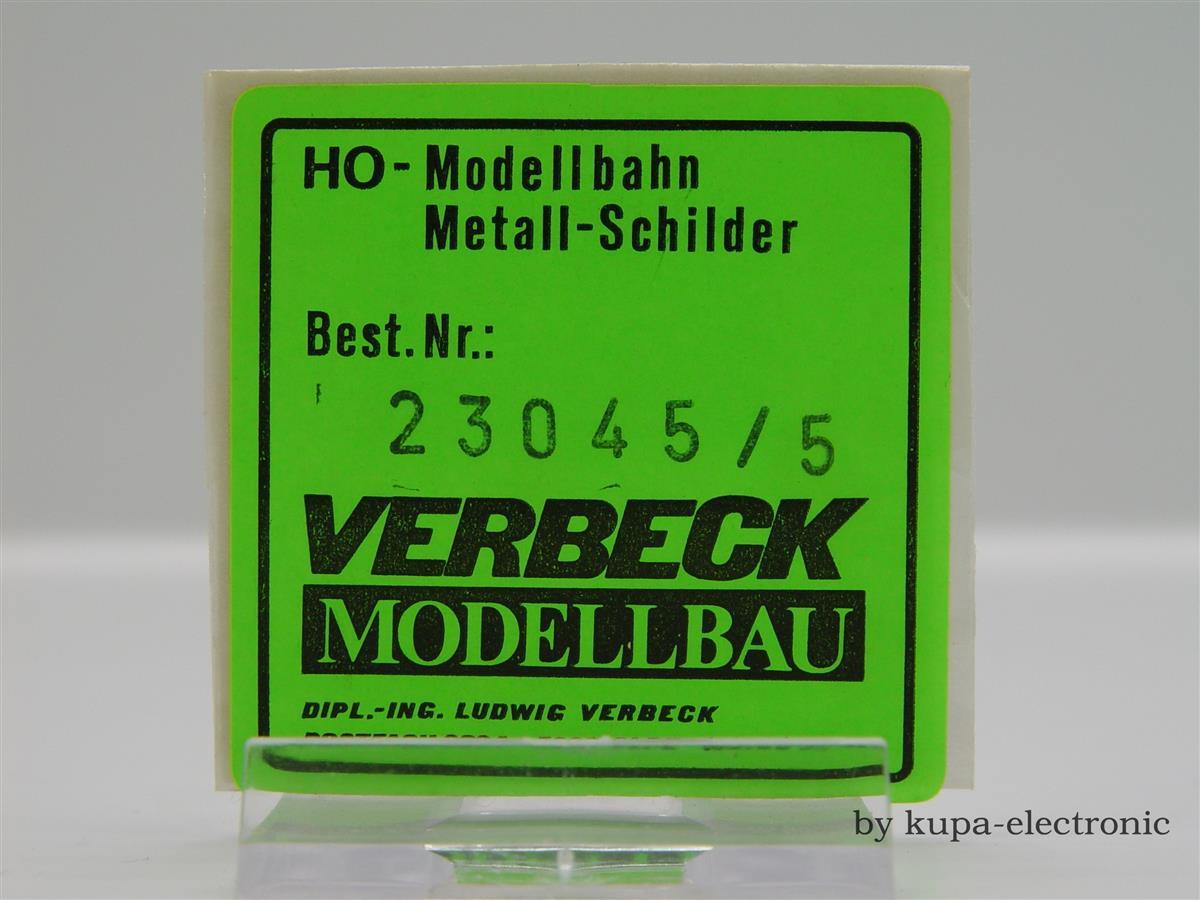 HO-Modellbahn
Metall-Schilder
Best.Nr.:
23045/5
VERBECK
MODELLBAU
DIPL.-ING. LUDWIG VERBECK
by kupa-electronic